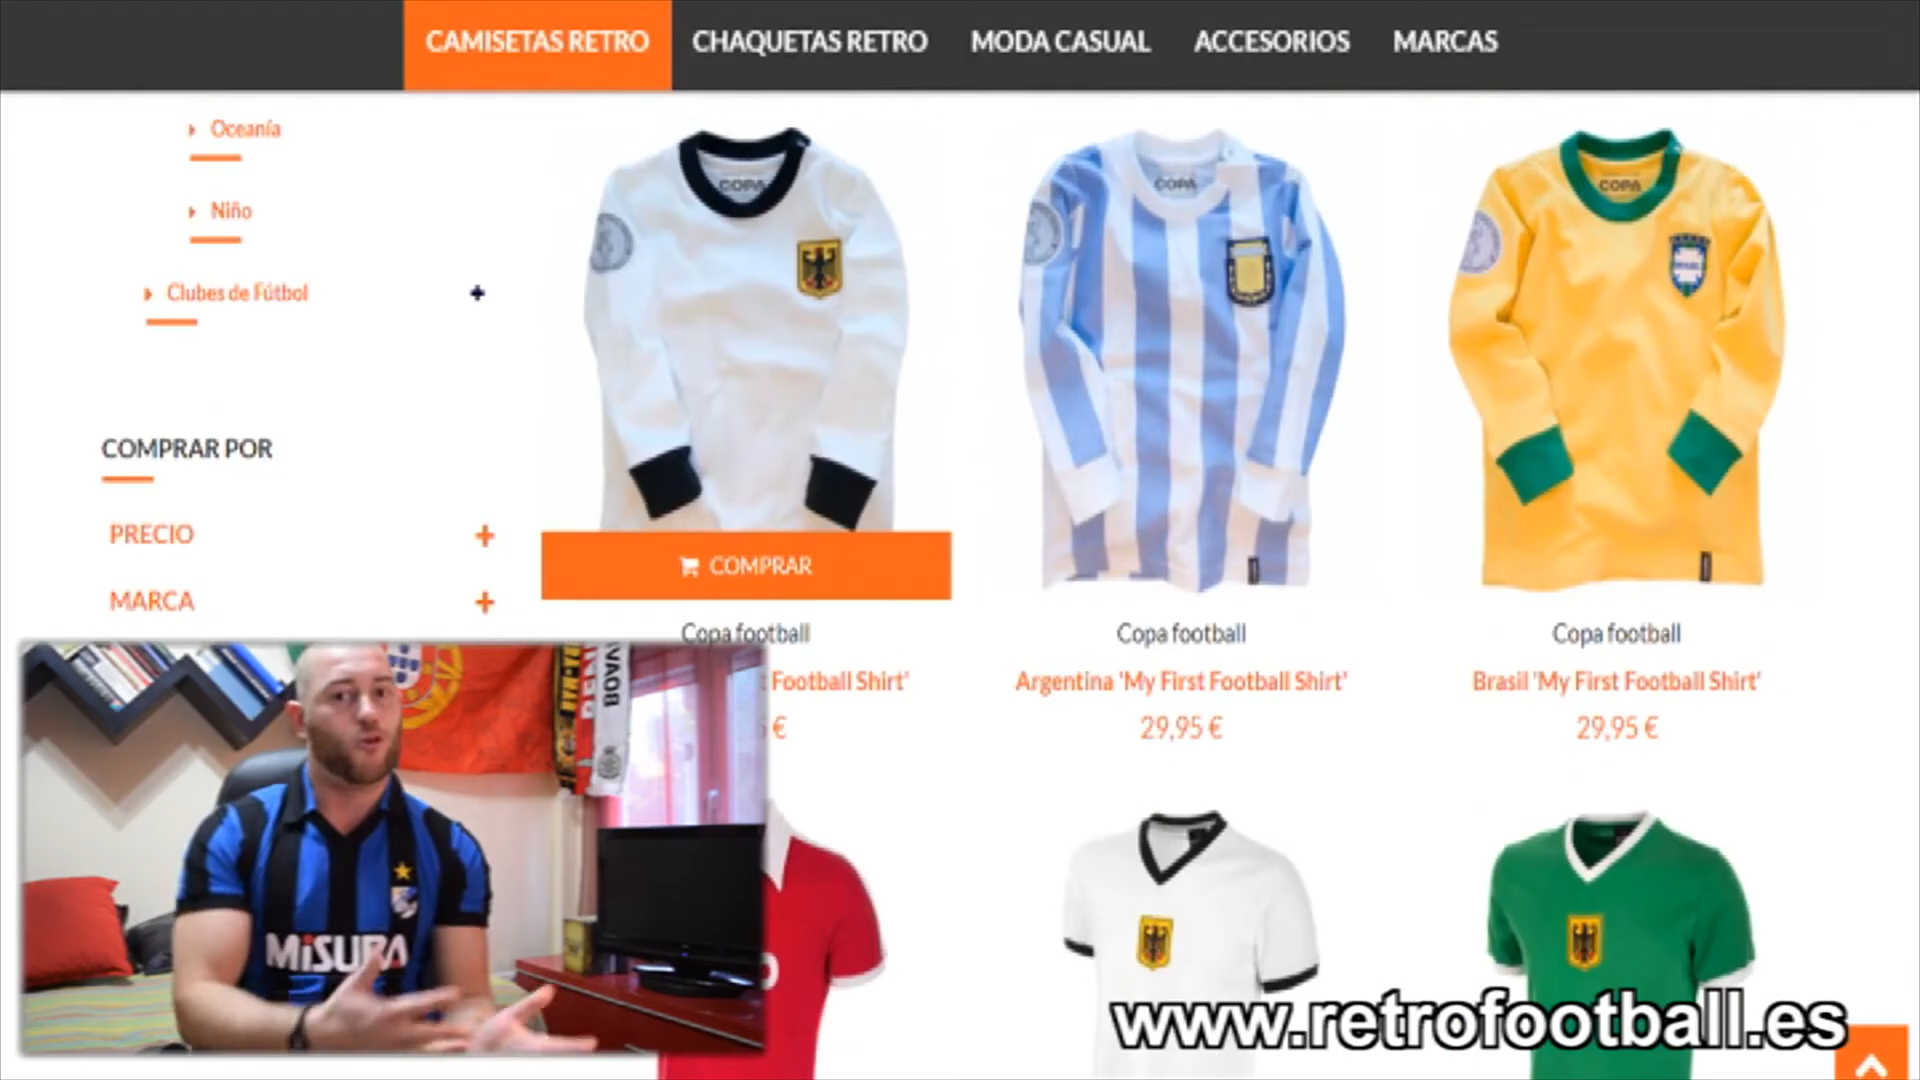 CAMISETAS RETRO CHAQUETAS RETRO MODA CASUAL ACCESORIOS MARCAS
Oceanía
Niño
Clubes de Fútbol
COMPRAR POR
PRECIO
MARCA
COPA
COPA
COPA
COMPRAR
Copa football
Copa football
Copa football
Football Shirt'
Argentina 'My First Football Shirt'
Brasil 'My First Football Shirt'
€
29,95 €
29,95 €
BOAVI
MiSURA
www.retrofootball.es